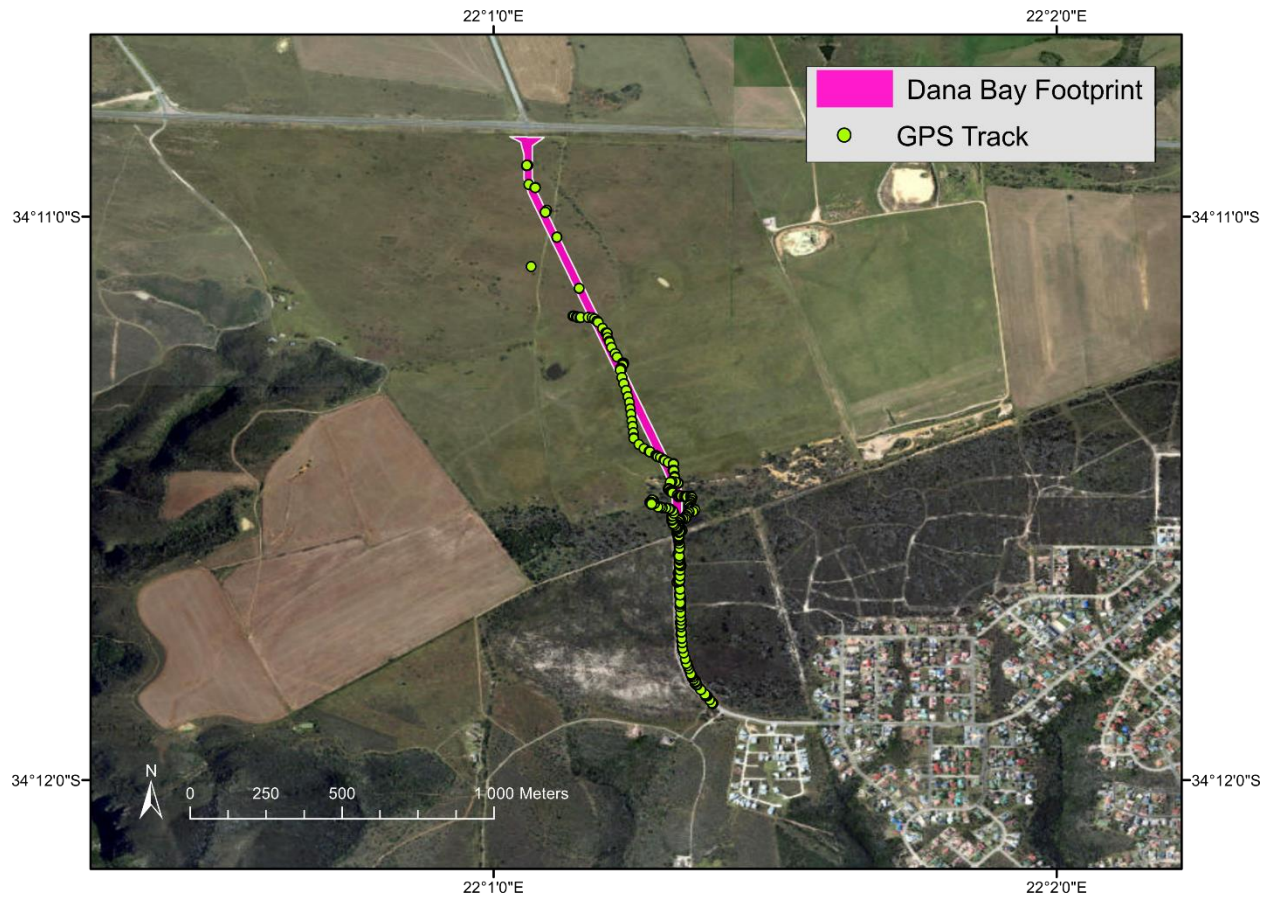 22°1'0"E
22°2'0"E
Dana Bay Footprint
GPS Track
34°11'0"S
34°11'0"S
34°12'0"S
34°12'0"S
N
0 250 500 1 000 Meters
22°1'0"E
22°2'0"E